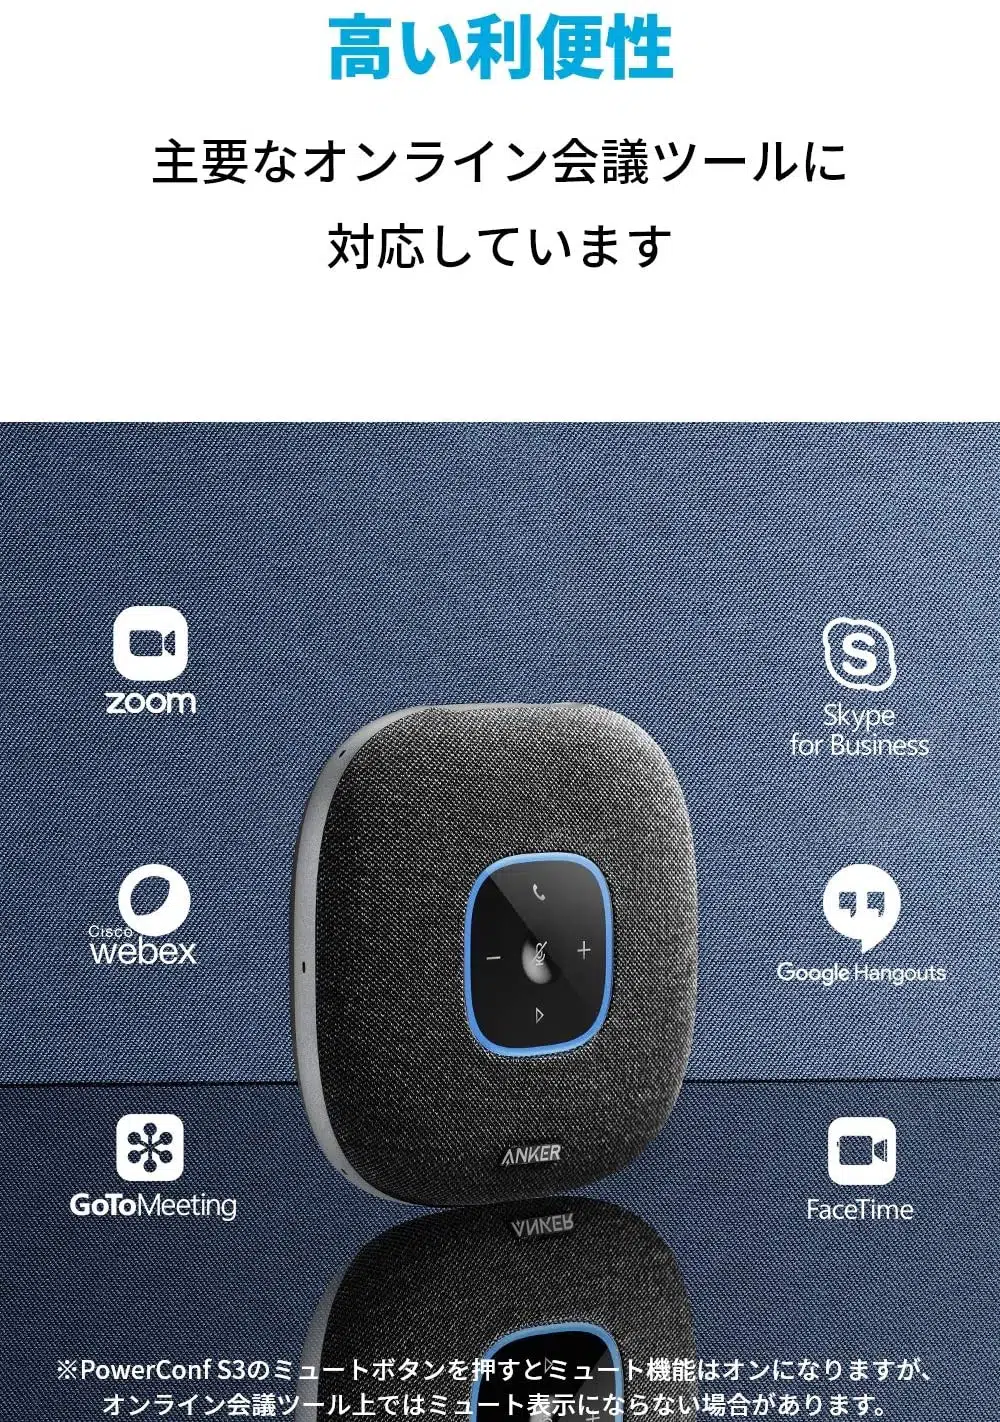 高い利便性
主要なオンライン会議ツールに
対応しています
zoom
Skype
for Business
Cisco
webex
Google Hangouts
GoToMeeting
FaceTime
ANKER
※PowerConf S3のミュートボタンを押すとミュート機能はオンになりますが、
オンライン会議ツール上ではミュート表示にならない場合があります。